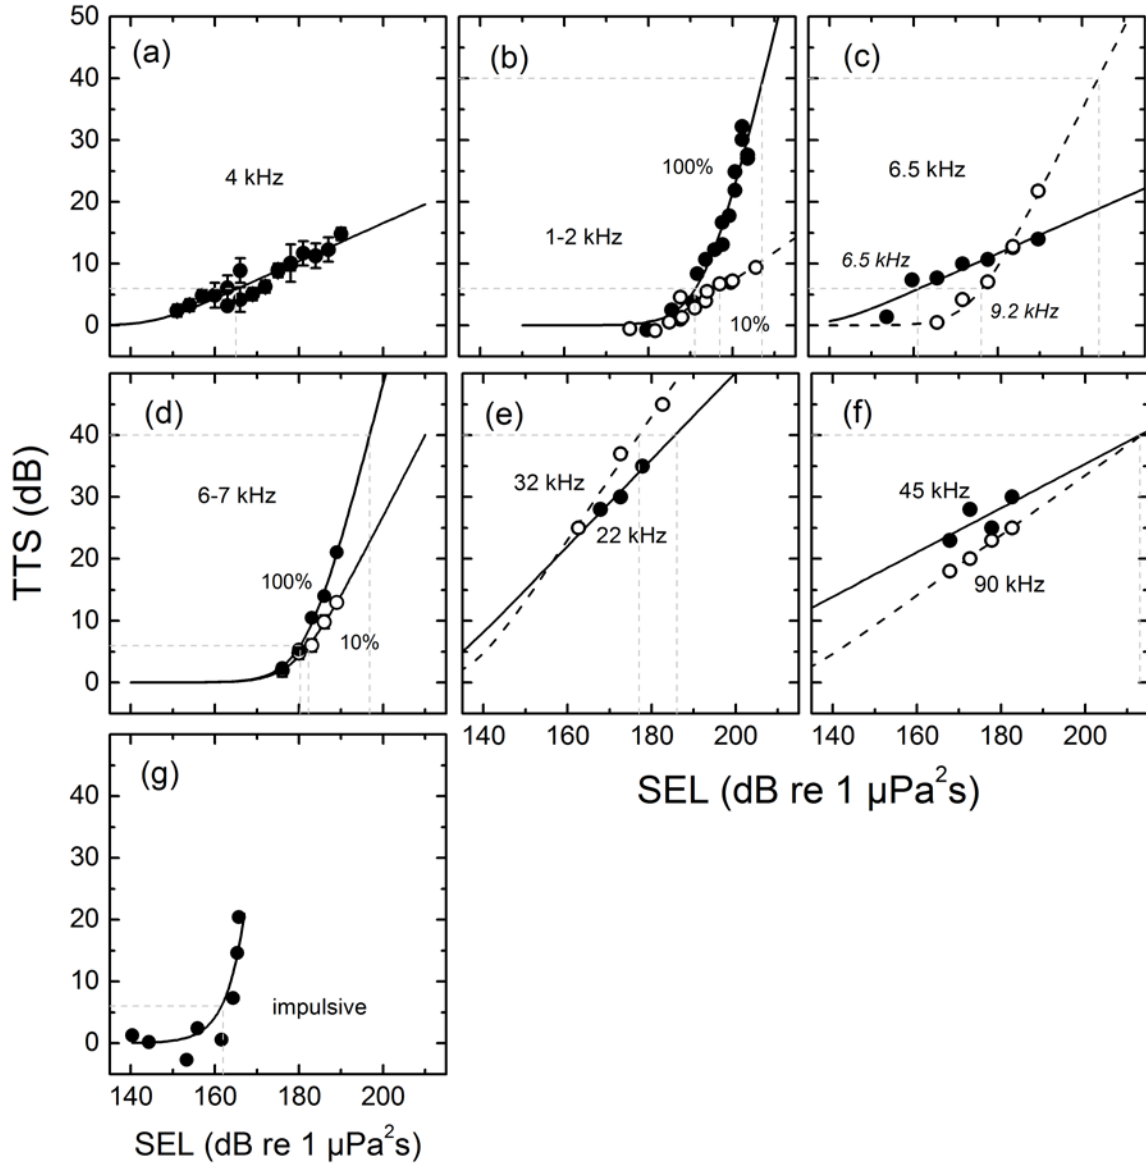 50
40
30
20
10
0
(a)
4 kHz
(b)
100%
1-2 kHz
10%
(c)
6.5 kHz
6.5 kHz
9.2 kHz
TTS (dB)
40
30
20
10
0
(d)
6-7 kHz
100%
10%
(e)
32 kHz
22 kHz
140 160 180 200
(f)
45 kHz
90 kHz
140 160 180 200
SEL (dB re 1 µPa²s)
40
30
20
10
0
(g)
impulsive
140 160 180 200
SEL (dB re 1 µPa²s)